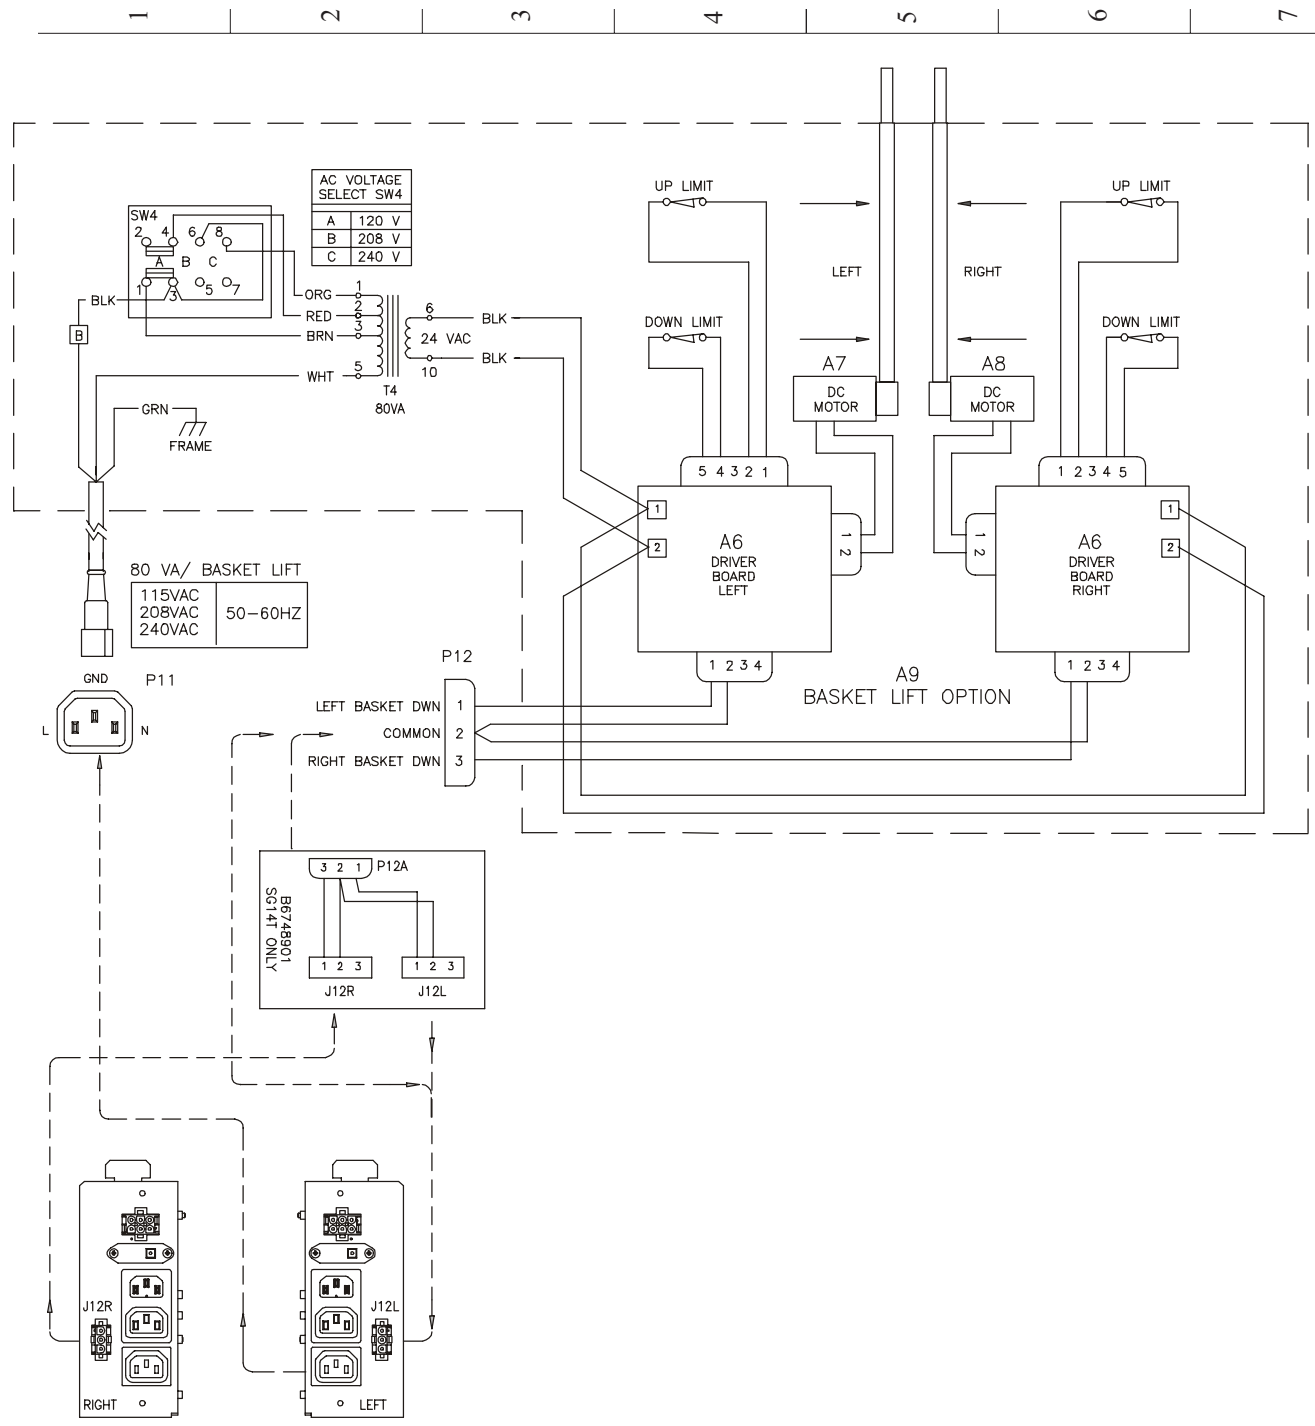 1 2 3 4 5 6 7
AC VOLTAGE
SELECT SW4
A 120 V
B 208 V
C 240 V
SW4
2 4 6 8
A B C
1 3 5 7
BLK
B
ORG 1
RED 2
BRN 3
WHT 5
T4
80VA
6
24 VAC
10
BLK
BLK
GRN
FRAME
UP LIMIT
DOWN LIMIT
LEFT
RIGHT
UP LIMIT
DOWN LIMIT
A7
DC
MOTOR
A8
DC
MOTOR
5 4 3 2 1
1
2
A6
DRIVER
BOARD
LEFT
1 2
1 2 3 4
1 2 3 4 5
1
2
A6
DRIVER
BOARD
RIGHT
1 2
1 2 3 4
A9
BASKET LIFT OPTION
80 VA/ BASKET LIFT
115VAC
208VAC
240VAC
50-60HZ
GND
P11
L
N
P12
LEFT BASKET DWN 1
COMMON 2
RIGHT BASKET DWN 3
3 2 1
P12A
B6748901
SG14T ONLY
1 2 3
J12R
1 2 3
J12L
J12R
RIGHT
J12L
LEFT